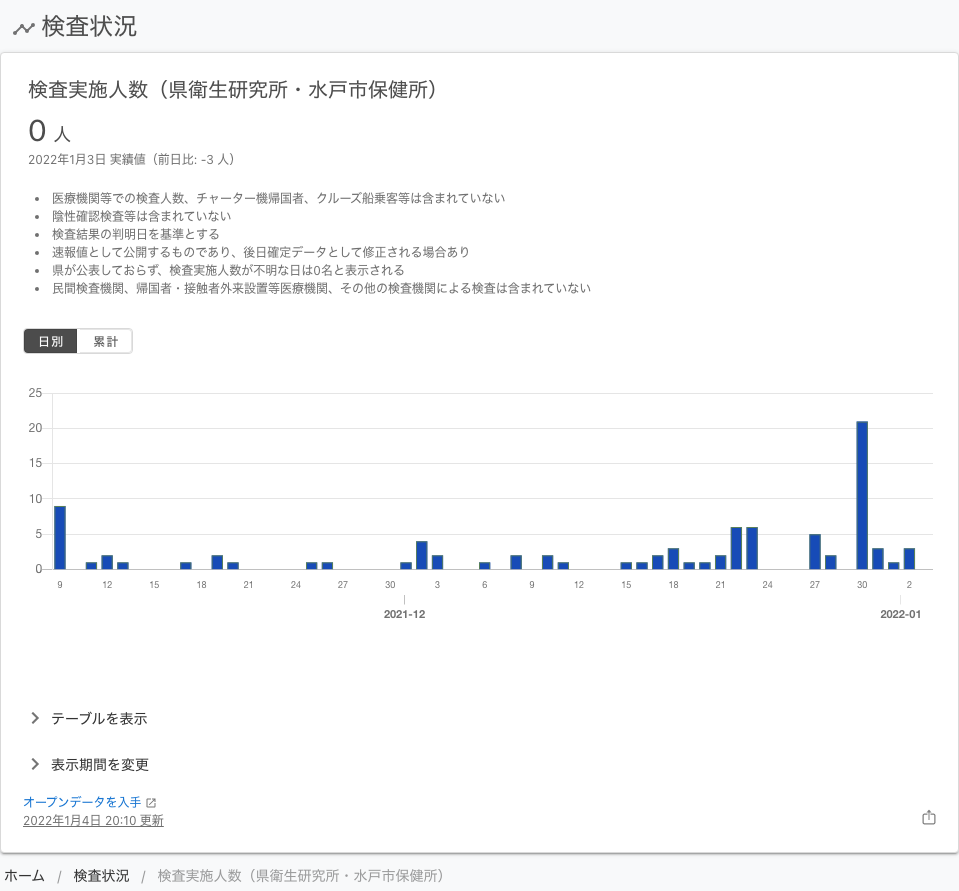 検査状況
検査実施人数（県衛生研究所・水戸市保健所）
0 人
2022年1月3日 実績値（前日比: -3 人）
• 医療機関等での検査人数、チャーター機帰国者、クルーズ船乗客等は含まれていない
• 陰性確認検査等は含まれていない
• 検査結果の判明日を基準とする
• 速報値として公開するものであり、後日確定データとして修正される場合あり
• 県が公表しておらず、検査実施人数が不明な日は0名と表示される
• 民間検査機関、帰国者・接触者外来設置等医療機関、その他の検査機関による検査は含まれていない
日別 累計
25
20
15
10
5
0
9 12 15 18 21 24 27 30 3 6 9 12 15 18 21 24 27 30 2
2021-12 2022-01
テーブルを表示
表示期間を変更
オープンデータを入手
2022年1月4日 20:10 更新
ホーム / 検査状況 / 検査実施人数（県衛生研究所・水戸市保健所）